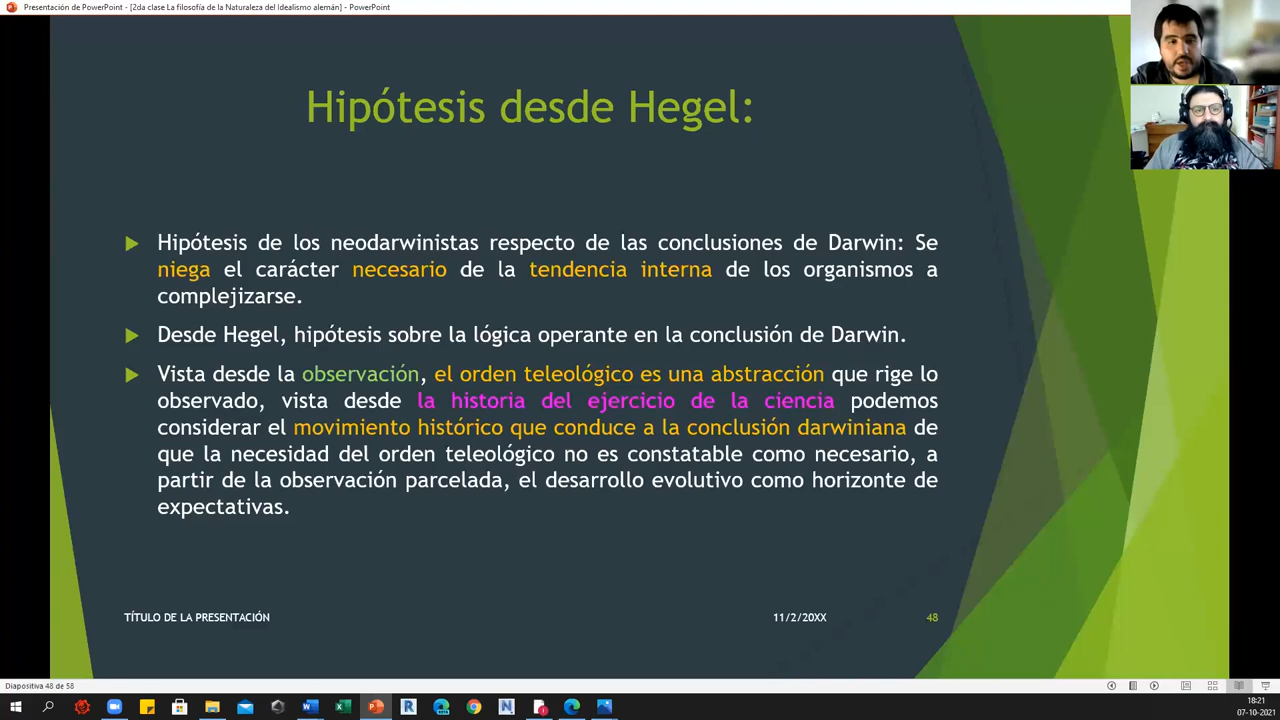 Presentación de PowerPoint - [2da clase La filosofía de la Naturaleza del Idealismo alemán] - PowerPoint
Hipótesis desde Hegel:
Hipótesis de los neodarwinistas respecto de las conclusiones de Darwin: Se
niega el carácter necesario de la tendencia interna de los organismos a
complejizarse.
Desde Hegel, hipótesis sobre la lógica operante en la conclusión de Darwin.
Vista desde la observación, el orden teleológico es una abstracción que rige lo
observado, vista desde la historia del ejercicio de la ciencia podemos
considerar el movimiento histórico que conduce a la conclusión darwiniana de
que la necesidad del orden teleológico no es constatable como necesario, a
partir de la observación parcelada, el desarrollo evolutivo como horizonte de
expectativas.
TÍTULO DE LA PRESENTACIÓN
11/2/20XX
48
Diapositiva 48 de 58
18:21
07-10-2021